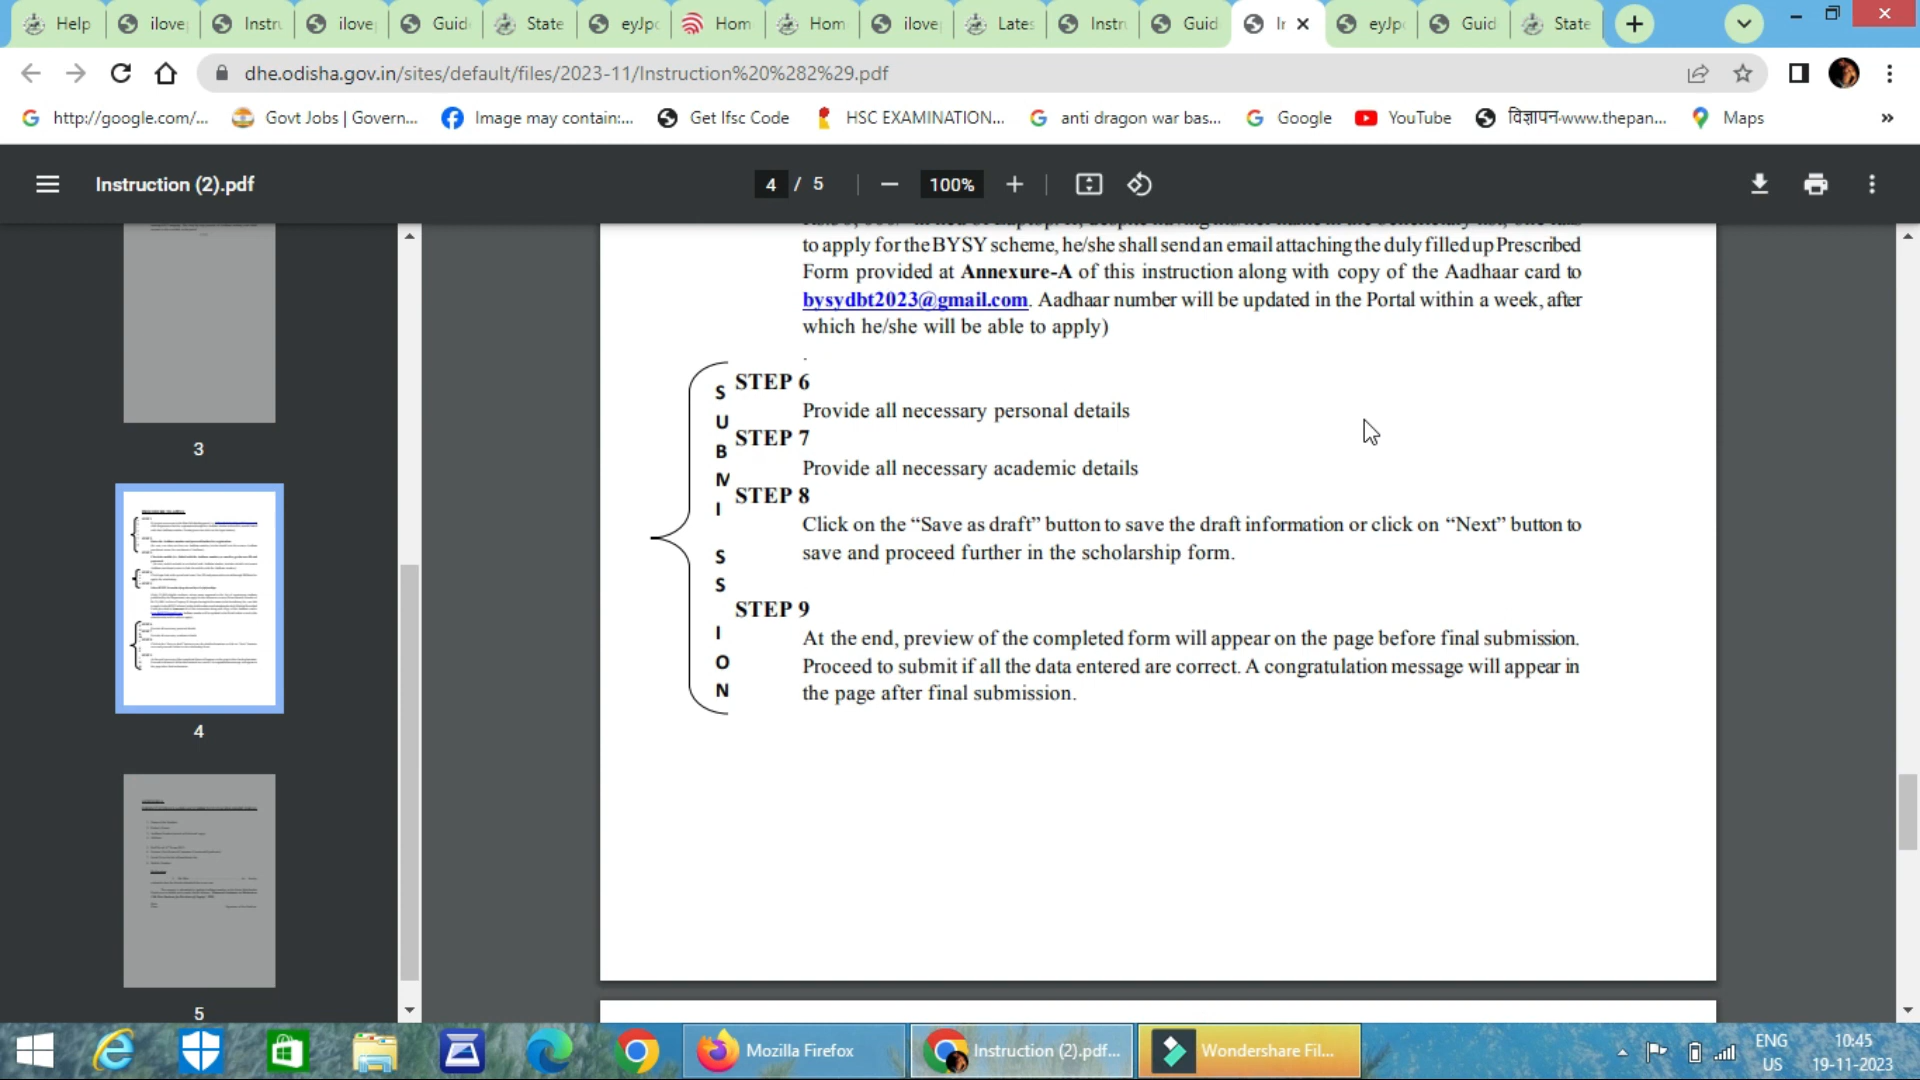 Help
ilove
Instru
ilove
Guid
State
eyJpc
Hom
Hom
ilove
Lates
Instr
Guid
Ir
eyJpc
Guid
State
dhe.odisha.gov.in/sites/default/files/2023-11/Instruction%20%282%29.pdf
http://google.com/...
Govt Jobs | Govern...
Image may contain:...
Get Ifsc Code
HSC EXAMINATION...
anti dragon war bas...
Google
YouTube
विज्ञापन-www.thepan...
Maps
»
Instruction (2).pdf
4 / 5
100%
to apply for the BYSY scheme, he/she shall send an email attaching the duly filled up Prescribed
Form provided at Annexure-A of this instruction along with copy of the Aadhaar card to
bysydbt2023@gmail.com. Aadhaar number will be updated in the Portal within a week, after
which he/she will be able to apply)
.
SUBMISSION
STEP 6
Provide all necessary personal details
STEP 7
Provide all necessary academic details
STEP 8
Click on the “Save as draft” button to save the draft information or click on “Next” button to
save and proceed further in the scholarship form.
STEP 9
At the end, preview of the completed form will appear on the page before final submission.
Proceed to submit if all the data entered are correct. A congratulation message will appear in
the page after final submission.
3
4
5
Mozilla Firefox
Instruction (2).pdf...
Wondershare Fil...
ENG
US
10:45
19-11-2023